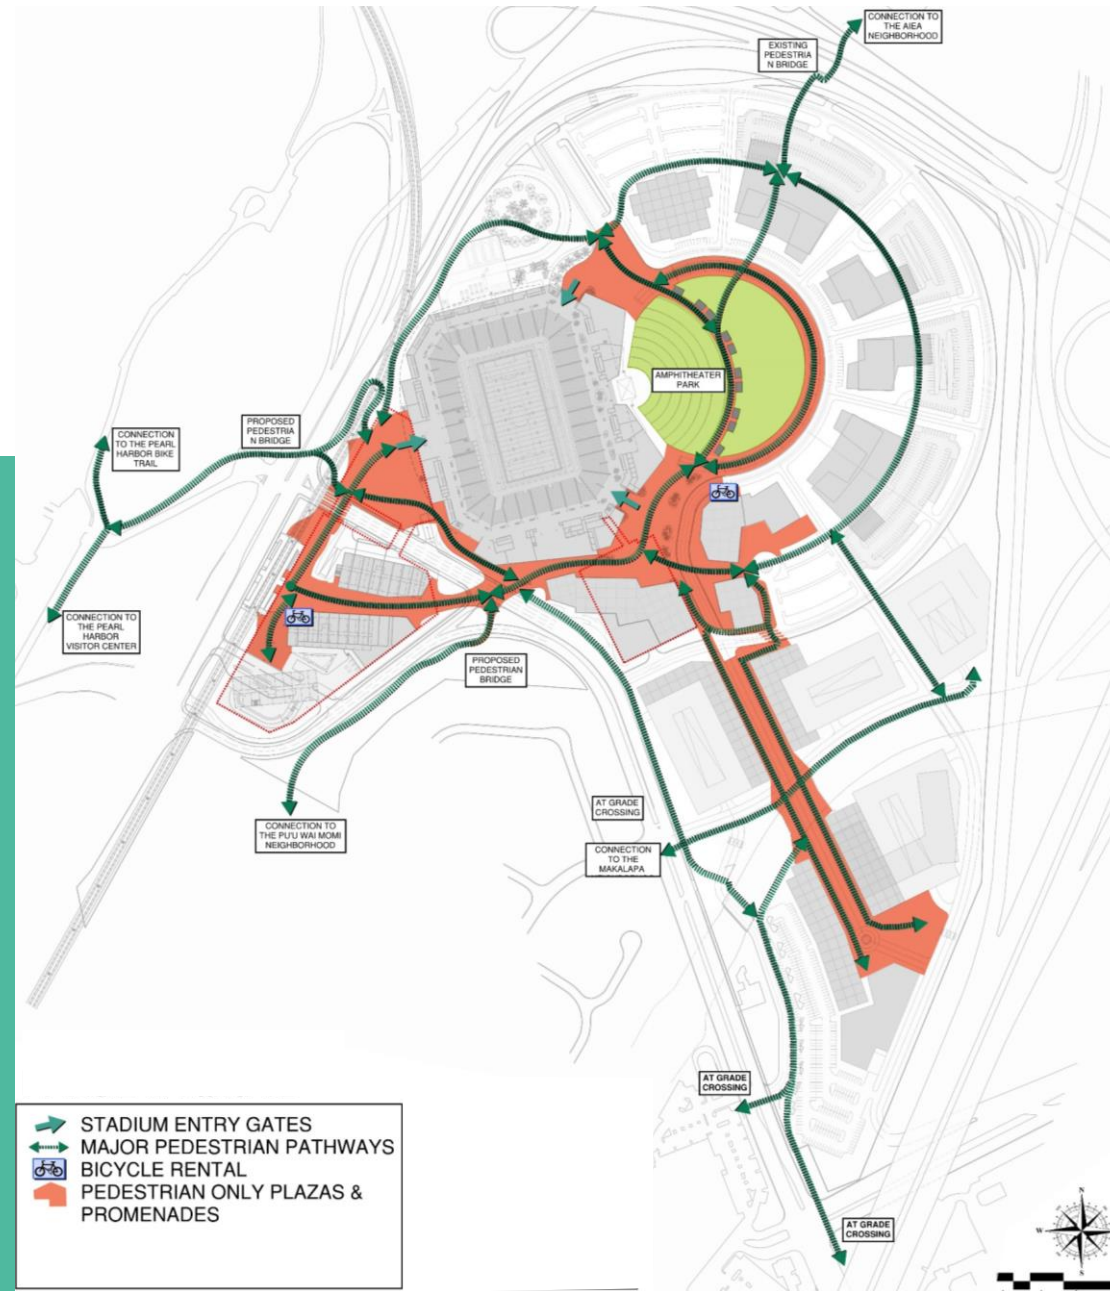 CONNECTION TO
THE AIEA
NEIGHBORHOOD
EXISTING
PEDESTRIA
N BRIDGE
AMPHITHEATER
PARK
PROPOSED
PEDESTRIA
N BRIDGE
CONNECTION
TO THE PEARL
HARBOR BIKE
TRAIL
CONNECTION TO
THE PEARL
HARBOR
VISITOR CENTER
PROPOSED
PEDESTRIAN
BRIDGE
CONNECTION TO
THE PU'U WAI MOMI
NEIGHBORHOOD
AT GRADE
CROSSING
CONNECTION
TO THE
MAKALAPA
AT GRADE
CROSSING
AT GRADE
CROSSING
STADIUM ENTRY GATES
MAJOR PEDESTRIAN PATHWAYS
BICYCLE RENTAL
PEDESTRIAN ONLY PLAZAS &
PROMENADES
N
W
S